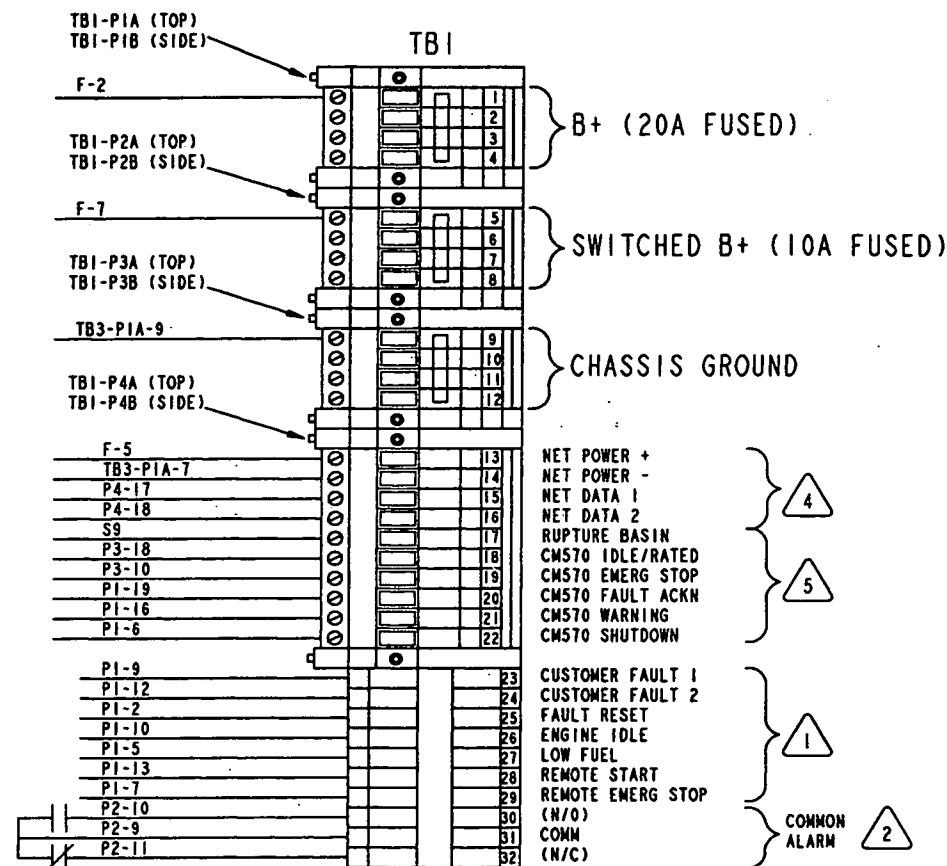 TB1-P1A (TOP)
TB1-P1B (SIDE)
TB1
F-2
1
2
3
4
B+ (20A FUSED)
TB1-P2A (TOP)
TB1-P2B (SIDE)
F-7
5
6
7
8
SWITCHED B+ (10A FUSED)
TB1-P3A (TOP)
TB1-P3B (SIDE)
TB3-P1A-9
9
10
11
12
CHASSIS GROUND
TB1-P4A (TOP)
TB1-P4B (SIDE)
F-5 13 NET POWER +
TB3-P1A-7 14 NET POWER -
P4-17 15 NET DATA 1
P4-18 16 NET DATA 2
4
S9 17 RUPTURE BASIN
P3-18 18 CM570 IDLE/RATED
P3-10 19 CM570 EMERG STOP
P1-19 20 CM570 FAULT ACKN
P1-16 21 CM570 WARNING
P1-6 22 CM570 SHUTDOWN
5
P1-9 23 CUSTOMER FAULT 1
P1-12 24 CUSTOMER FAULT 2
P1-2 25 FAULT RESET
P1-10 26 ENGINE IDLE
P1-5 27 LOW FUEL
P1-13 28 REMOTE START
P1-7 29 REMOTE EMERG STOP
1
P2-10 30 (N/O)
P2-9 31 COMM
P2-11 32 (N/C)
COMMON
ALARM
2